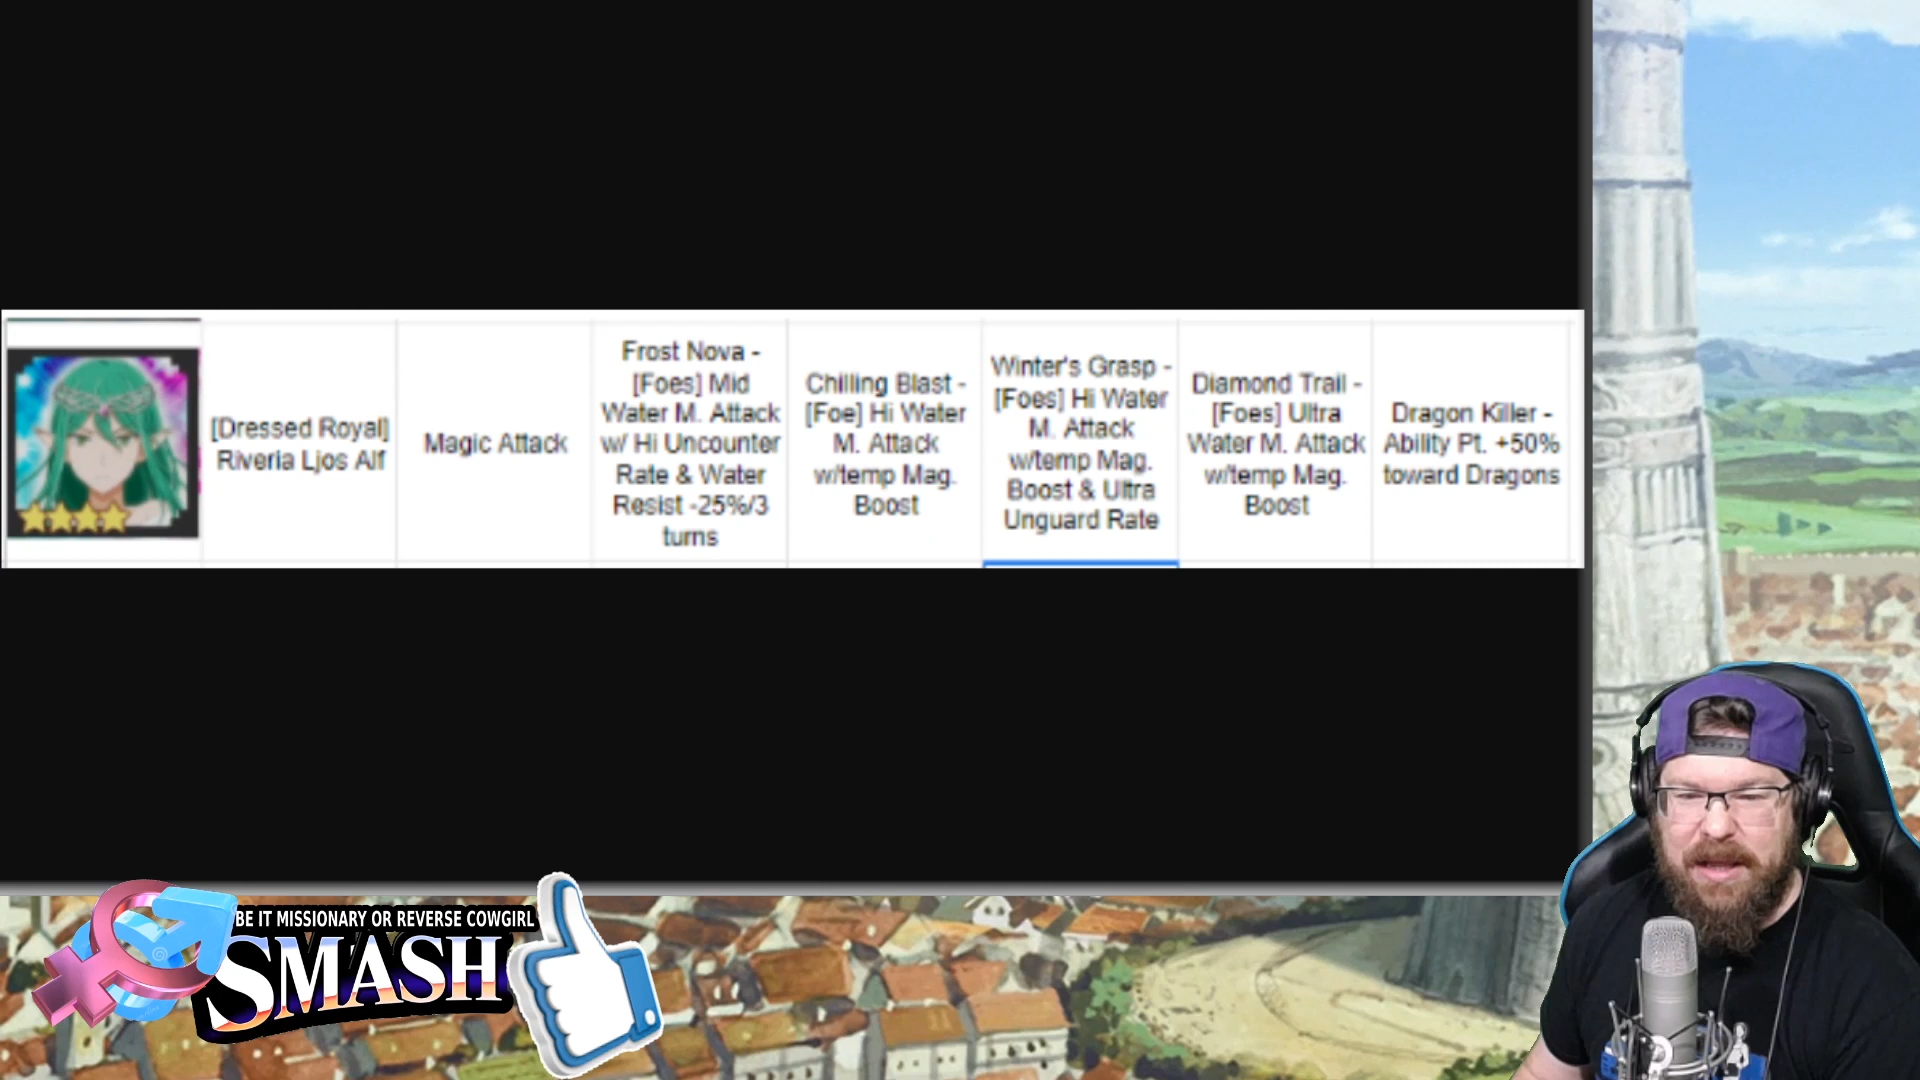 [Dressed Royal]
Riveria Ljos Alf
Magic Attack
Frost Nova -
[Foes] Mid
Water M. Attack
w/ Hi Uncounter
Rate & Water
Resist -25%/3
turns
Chilling Blast -
[Foe] Hi Water
M. Attack
w/temp Mag.
Boost
Winter's Grasp -
[Foes] Hi Water
M. Attack
w/temp Mag.
Boost & Ultra
Unguard Rate
Diamond Trail -
[Foes] Ultra
Water M. Attack
w/temp Mag.
Boost
Dragon Killer -
Ability Pt. +50%
toward Dragons
BE IT MISSIONARY OR REVERSE COWGIRL
SMASH